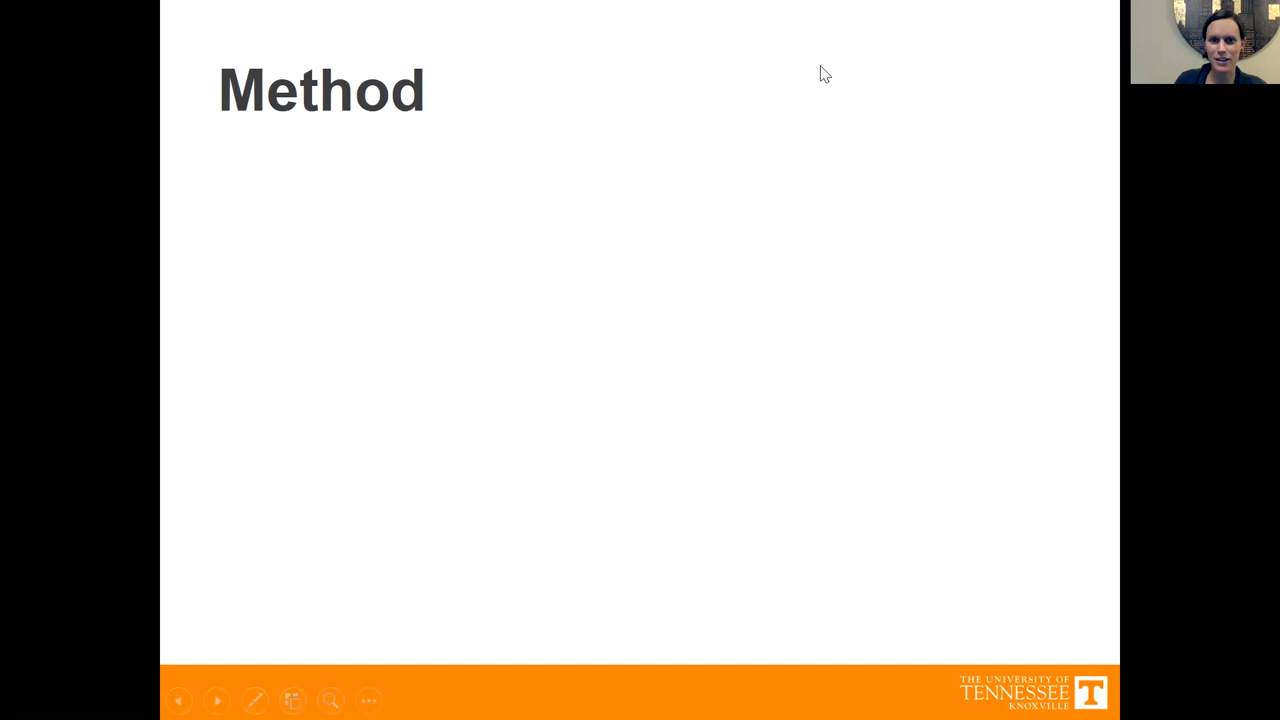 Method
THE UNIVERSITY OF
TENNESSEE
KNOXVILLE
T